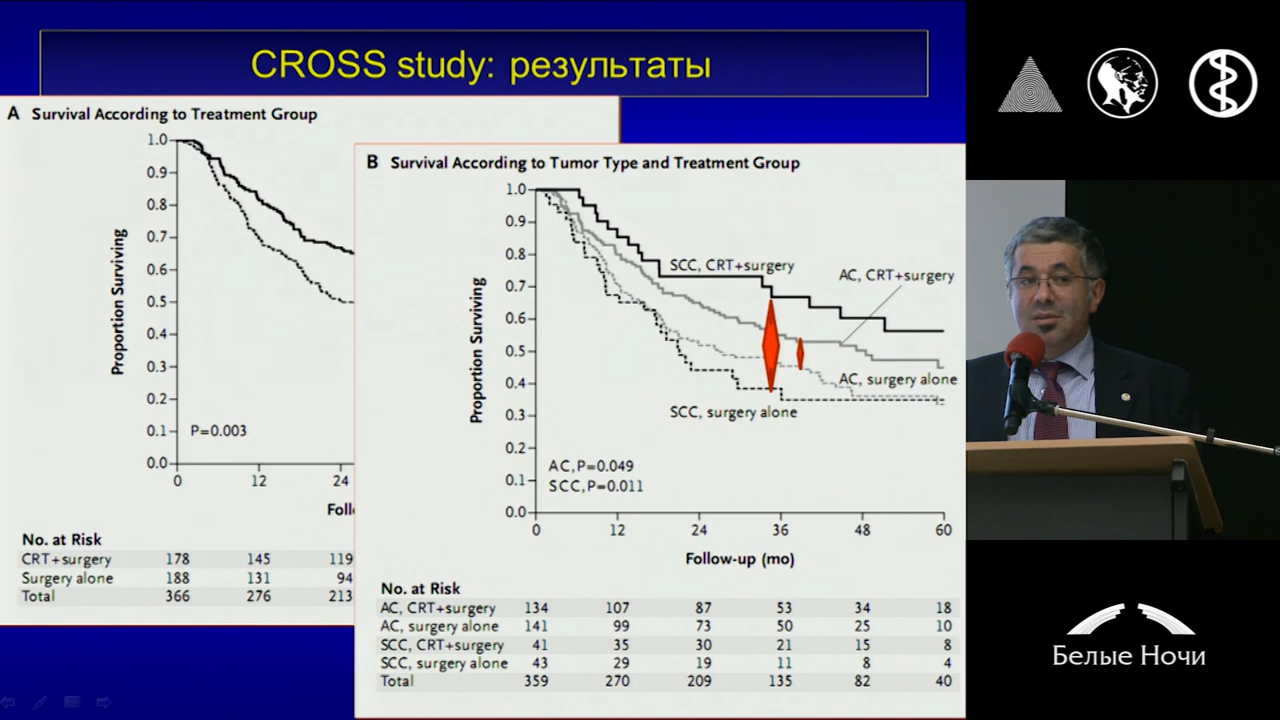 CROSS study: результаты
A Survival According to Treatment Group
1.0
0.9
0.8
0.7
0.6
0.5
0.4
0.3
0.2
0.1
0.0
Proportion Surviving
P=0.003
0 12 24
Foll
No. at Risk
CRT+surgery 178 145 119
Surgery alone 188 131 94
Total 366 276 213
B Survival According to Tumor Type and Treatment Group
1.0
0.9
0.8
0.7
0.6
0.5
0.4
0.3
0.2
0.1
0.0
Proportion Surviving
SCC, CRT+surgery
AC, CRT+surgery
AC, surgery alone
SCC, surgery alone
AC, P=0.049
SCC, P=0.011
0 12 24 36 48 60
Follow-up (mo)
No. at Risk
AC, CRT+surgery 134 107 87 53 34 18
AC, surgery alone 141 99 73 50 25 10
SCC, CRT+surgery 41 35 30 21 15 8
SCC, surgery alone 43 29 19 11 8 4
Total 359 270 209 135 82 40
Белые Ночи